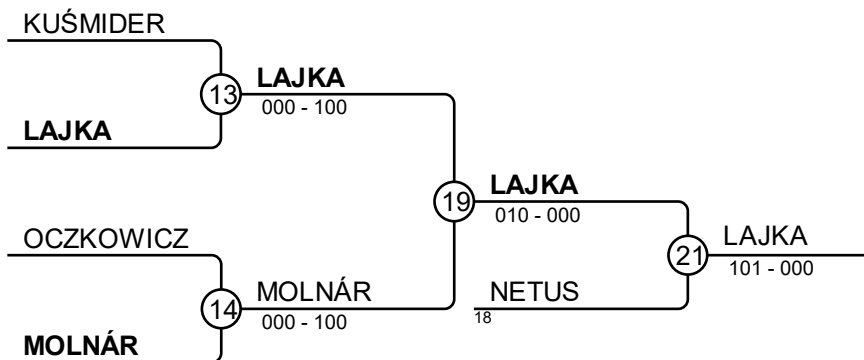 KUŚMIDER
13
LAJKA
000 - 100
LAJKA
19
LAJKA
010 - 000
OCZKOWICZ
21
LAJKA
101 - 000
14
MOLNÁR
000 - 100
NETUS
18
MOLNÁR